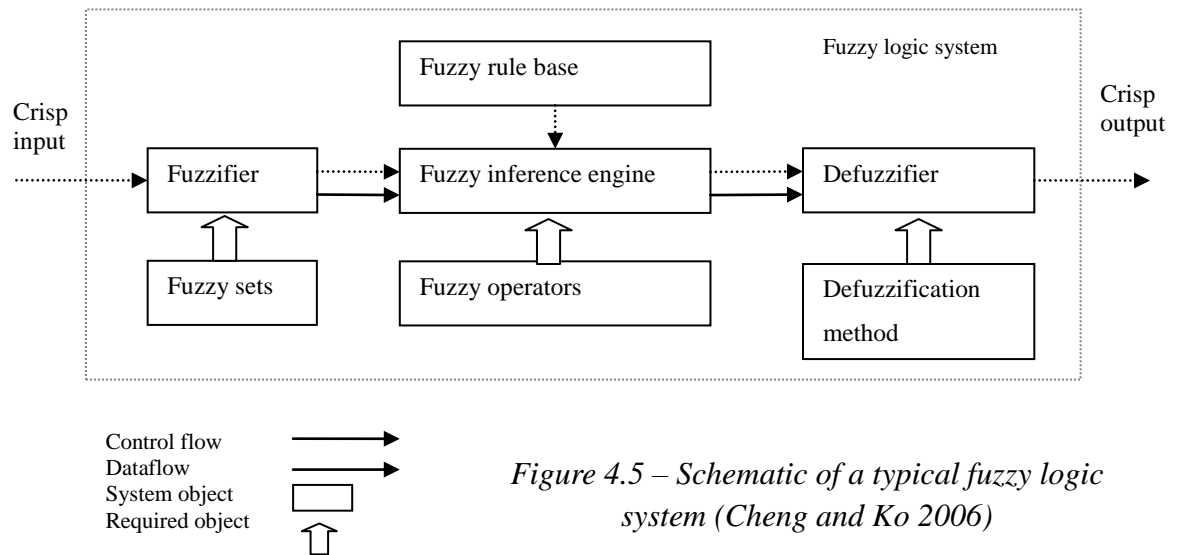 Fuzzy logic system
Fuzzy rule base
Crisp
input
Crisp
output
Fuzzifier
Fuzzy inference engine
Defuzzifier
Fuzzy sets
Fuzzy operators
Defuzzification
method
Control flow
Dataflow
System object
Required object
Figure 4.5 – Schematic of a typical fuzzy logic
system (Cheng and Ko 2006)